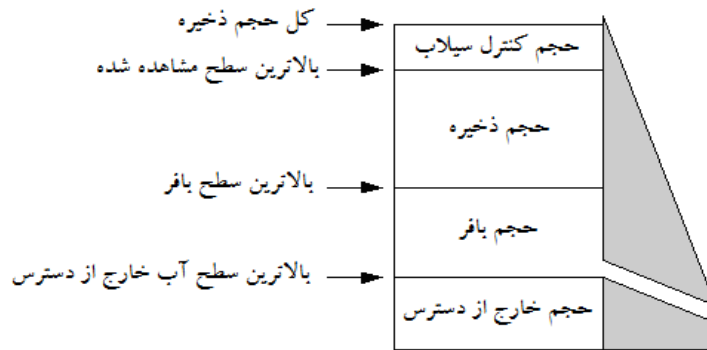 کل حجم ذخیره
حجم کنترل سیلاب
بالاترین سطح مشاهده شده
حجم ذخیره
بالاترین سطح بافر
حجم بافر
بالاترین سطح آب خارج از دسترس
حجم خارج از دسترس